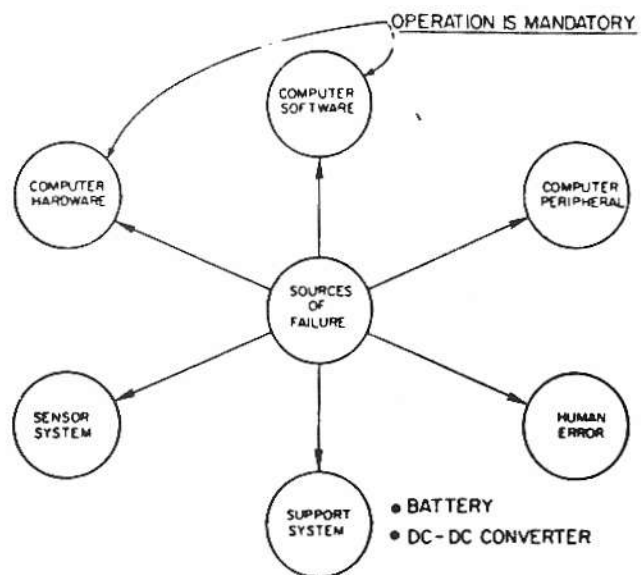 OPERATION IS MANDATORY
COMPUTER
SOFTWARE
COMPUTER
HARDWARE
COMPUTER
PERIPHERAL
SOURCES
OF
FAILURE
SENSOR
SYSTEM
HUMAN
ERROR
SUPPORT
SYSTEM
• BATTERY
• DC-DC CONVERTER